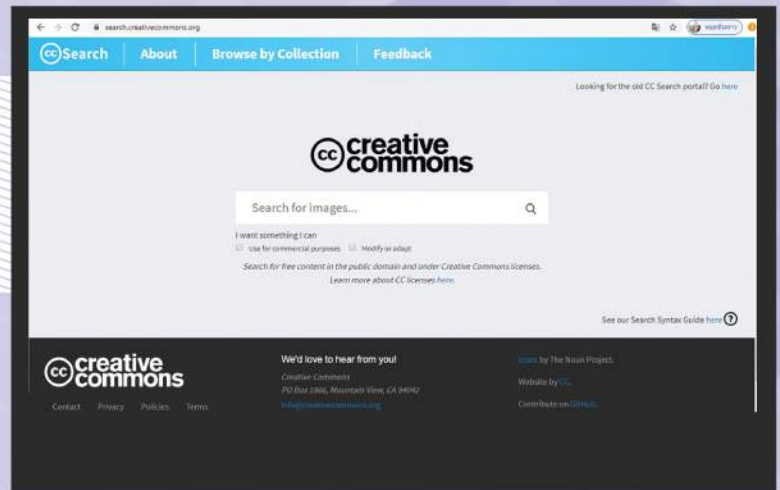 search.creativecommons.org
cc Search About Browse by Collection Feedback
Looking for the old CC Search portal? Go here
cc creative
commons
Search for images...
I want something I can
Use for commercial purposes Modify or adapt
Search for free content in the public domain and under Creative Commons licenses.
Learn more about CC licenses here.
See our Search Syntax Guide here ?
cc creative
commons
Contact Privacy Policies Terms
We'd love to hear from you!
Creative Commons
PO Box 1866, Mountain View, CA 94042
info@creativecommons.org
Icons by The Noun Project.
Website by CC.
Contribute on GitHub.